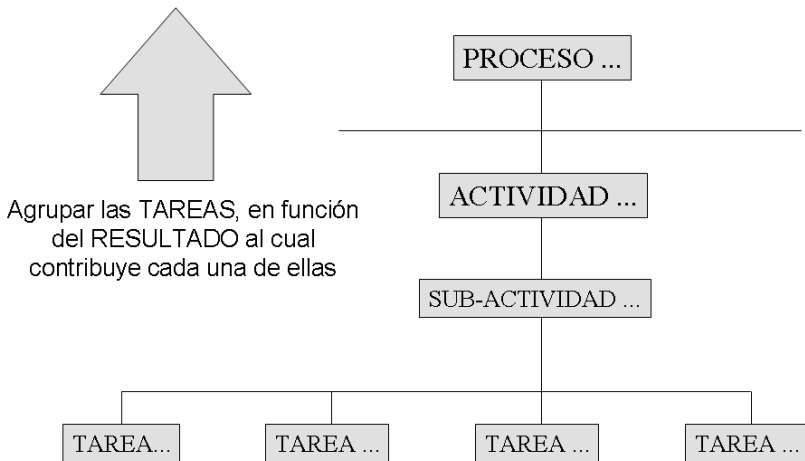 PROCESO ...
ACTIVIDAD ...
Agrupar las TAREAS, en función
del RESULTADO al cual
contribuye cada una de ellas
SUB-ACTIVIDAD ...
TAREA...
TAREA ...
TAREA ...
TAREA ...